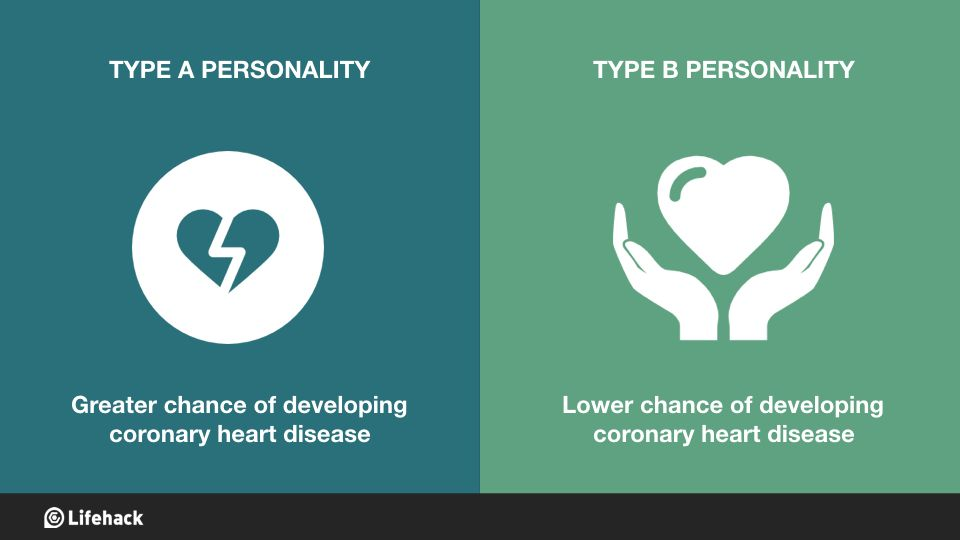 TYPE A PERSONALITY
Greater chance of developing
coronary heart disease
TYPE B PERSONALITY
Lower chance of developing
coronary heart disease
Lifehack